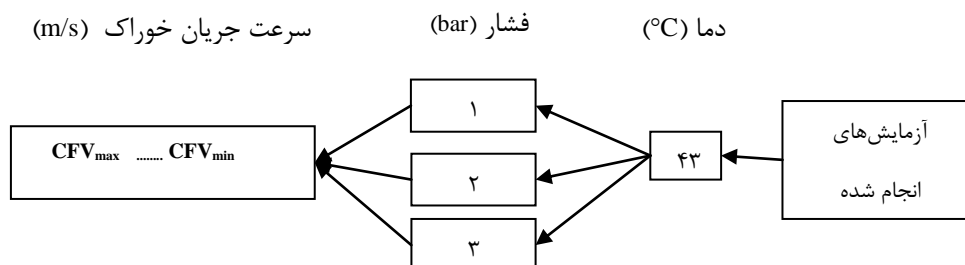 دما (°C)
فشار (bar)
سرعت جریان خوراک (m/s)
آزمایش‌های
انجام شده
۴۳
۱
۲
۳
CFVmax ........ CFVmin